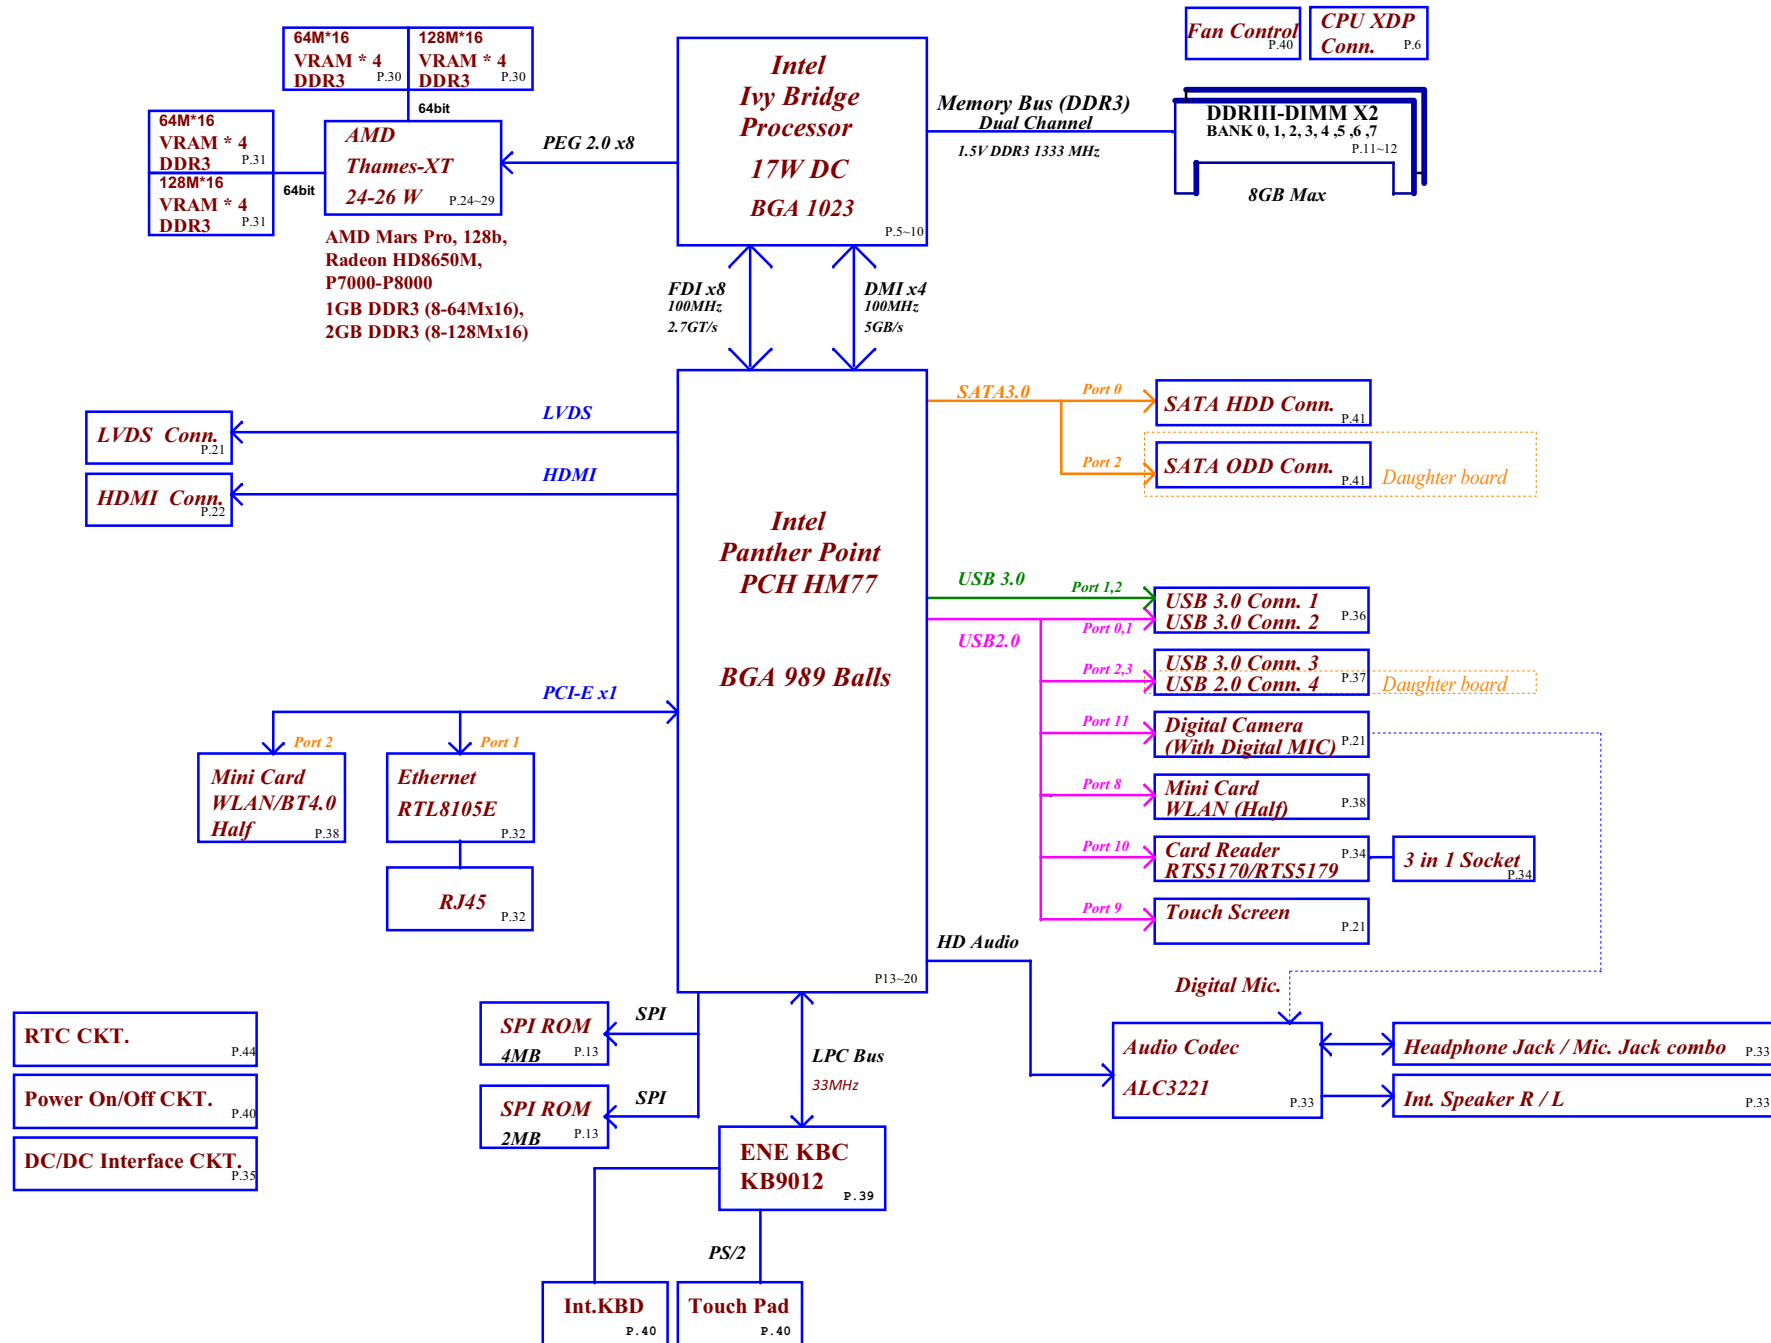 Fan Control
P.40
CPU XDP
Conn.
P.6
64M*16
VRAM * 4
DDR3
P.30
128M*16
VRAM * 4
DDR3
P.30
64bit
64M*16
VRAM * 4
DDR3
P.31
128M*16
VRAM * 4
DDR3
P.31
64bit
AMD
Thames-XT
24-26 W
P.24~29
AMD Mars Pro, 128b,
Radeon HD8650M,
P7000-P8000
1GB DDR3 (8-64Mx16),
2GB DDR3 (8-128Mx16)
PEG 2.0 x8
Intel
Ivy Bridge
Processor
17W DC
BGA 1023
P.5~10
Memory Bus (DDR3)
Dual Channel
1.5V DDR3 1333 MHz
DDRIII-DIMM X2
BANK 0, 1, 2, 3, 4 ,5 ,6 ,7
P.11~12
8GB Max
FDI x8
100MHz
2.7GT/s
DMI x4
100MHz
5GB/s
LVDS
LVDS Conn.
P.21
HDMI
HDMI Conn.
P.22
Intel
Panther Point
PCH HM77
BGA 989 Balls
P13~20
SATA3.0
Port 0
SATA HDD Conn.
P.41
Port 2
SATA ODD Conn.
P.41
Daughter board
USB 3.0
Port 1,2
USB 3.0 Conn. 1
USB 3.0 Conn. 2
P.36
USB2.0
Port 0,1
Port 2,3
USB 3.0 Conn. 3
USB 2.0 Conn. 4
P.37
Daughter board
Port 11
Digital Camera
(With Digital MIC)
P.21
Port 8
Mini Card
WLAN (Half)
P.38
Port 10
Card Reader
RTS5170/RTS5179
P.34
3 in 1 Socket
P.34
Port 9
Touch Screen
P.21
PCI-E x1
Port 2
Mini Card
WLAN/BT4.0
Half
P.38
Port 1
Ethernet
RTL8105E
P.32
RJ45
P.32
HD Audio
Digital Mic.
Audio Codec
ALC3221
P.33
Headphone Jack / Mic. Jack combo
P.33
Int. Speaker R / L
P.33
RTC CKT.
P.44
Power On/Off CKT.
P.40
DC/DC Interface CKT.
P.35
SPI
SPI ROM
4MB
P.13
SPI
SPI ROM
2MB
P.13
LPC Bus
33MHz
ENE KBC
KB9012
P.39
PS/2
Int.KBD
P.40
Touch Pad
P.40